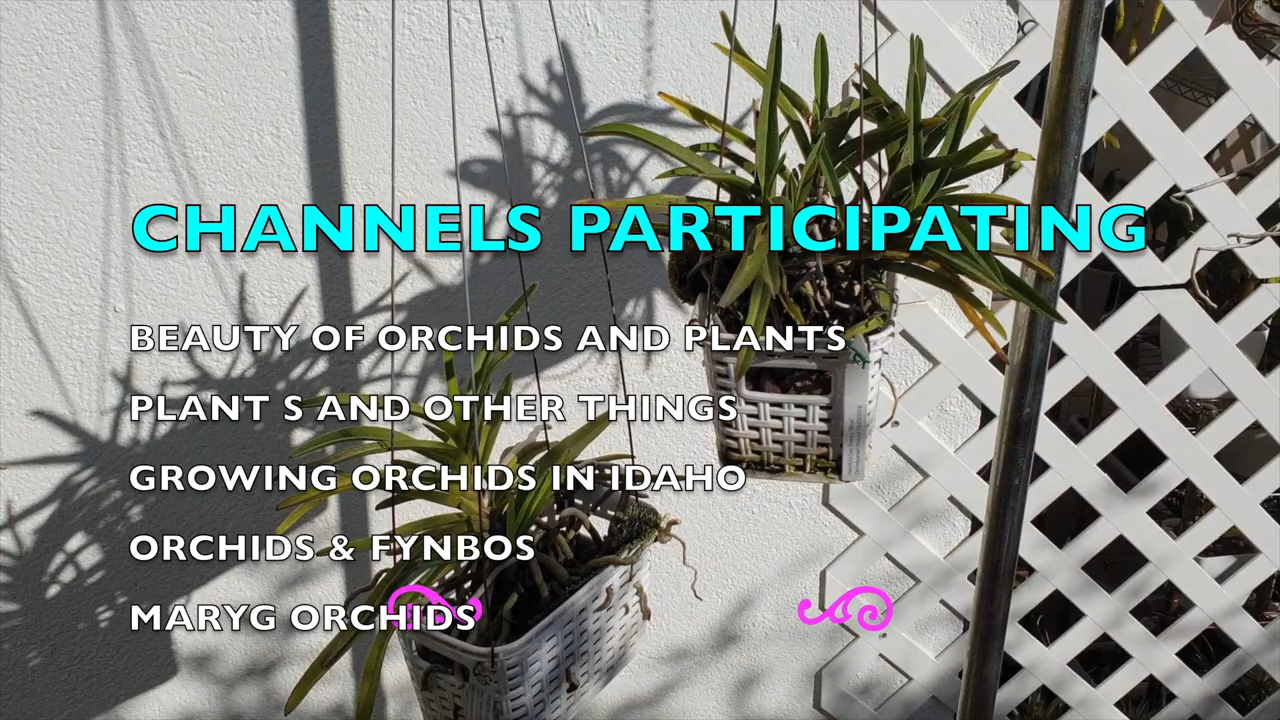 CHANNELS PARTICIPATING
BEAUTY OF ORCHIDS AND PLANTS
PLANT S AND OTHER THINGS
GROWING ORCHIDS IN IDAHO
ORCHIDS & FYNBOS
MARYG ORCHIDS